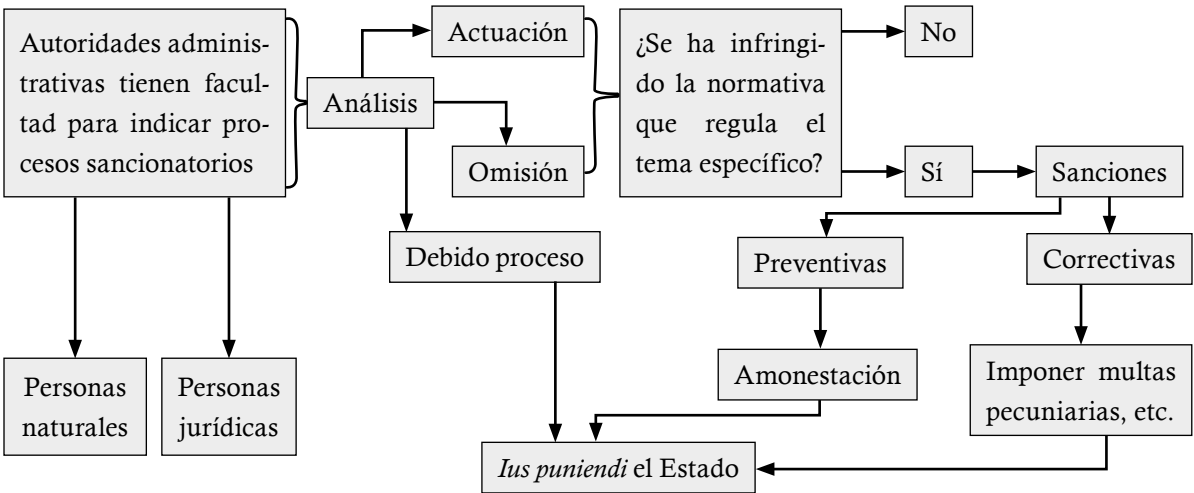 Autoridades adminis-
trativas tienen facul-
tad para indicar pro-
cesos sancionatorios
Análisis
Actuación
Omisión
¿Se ha infringi-
do la normativa
que regula el
tema específico?
No
Sí
Sanciones
Debido proceso
Preventivas
Correctivas
Personas
naturales
Personas
jurídicas
Amonestación
Imponer multas
pecuniarias, etc.
Ius puniendi el Estado